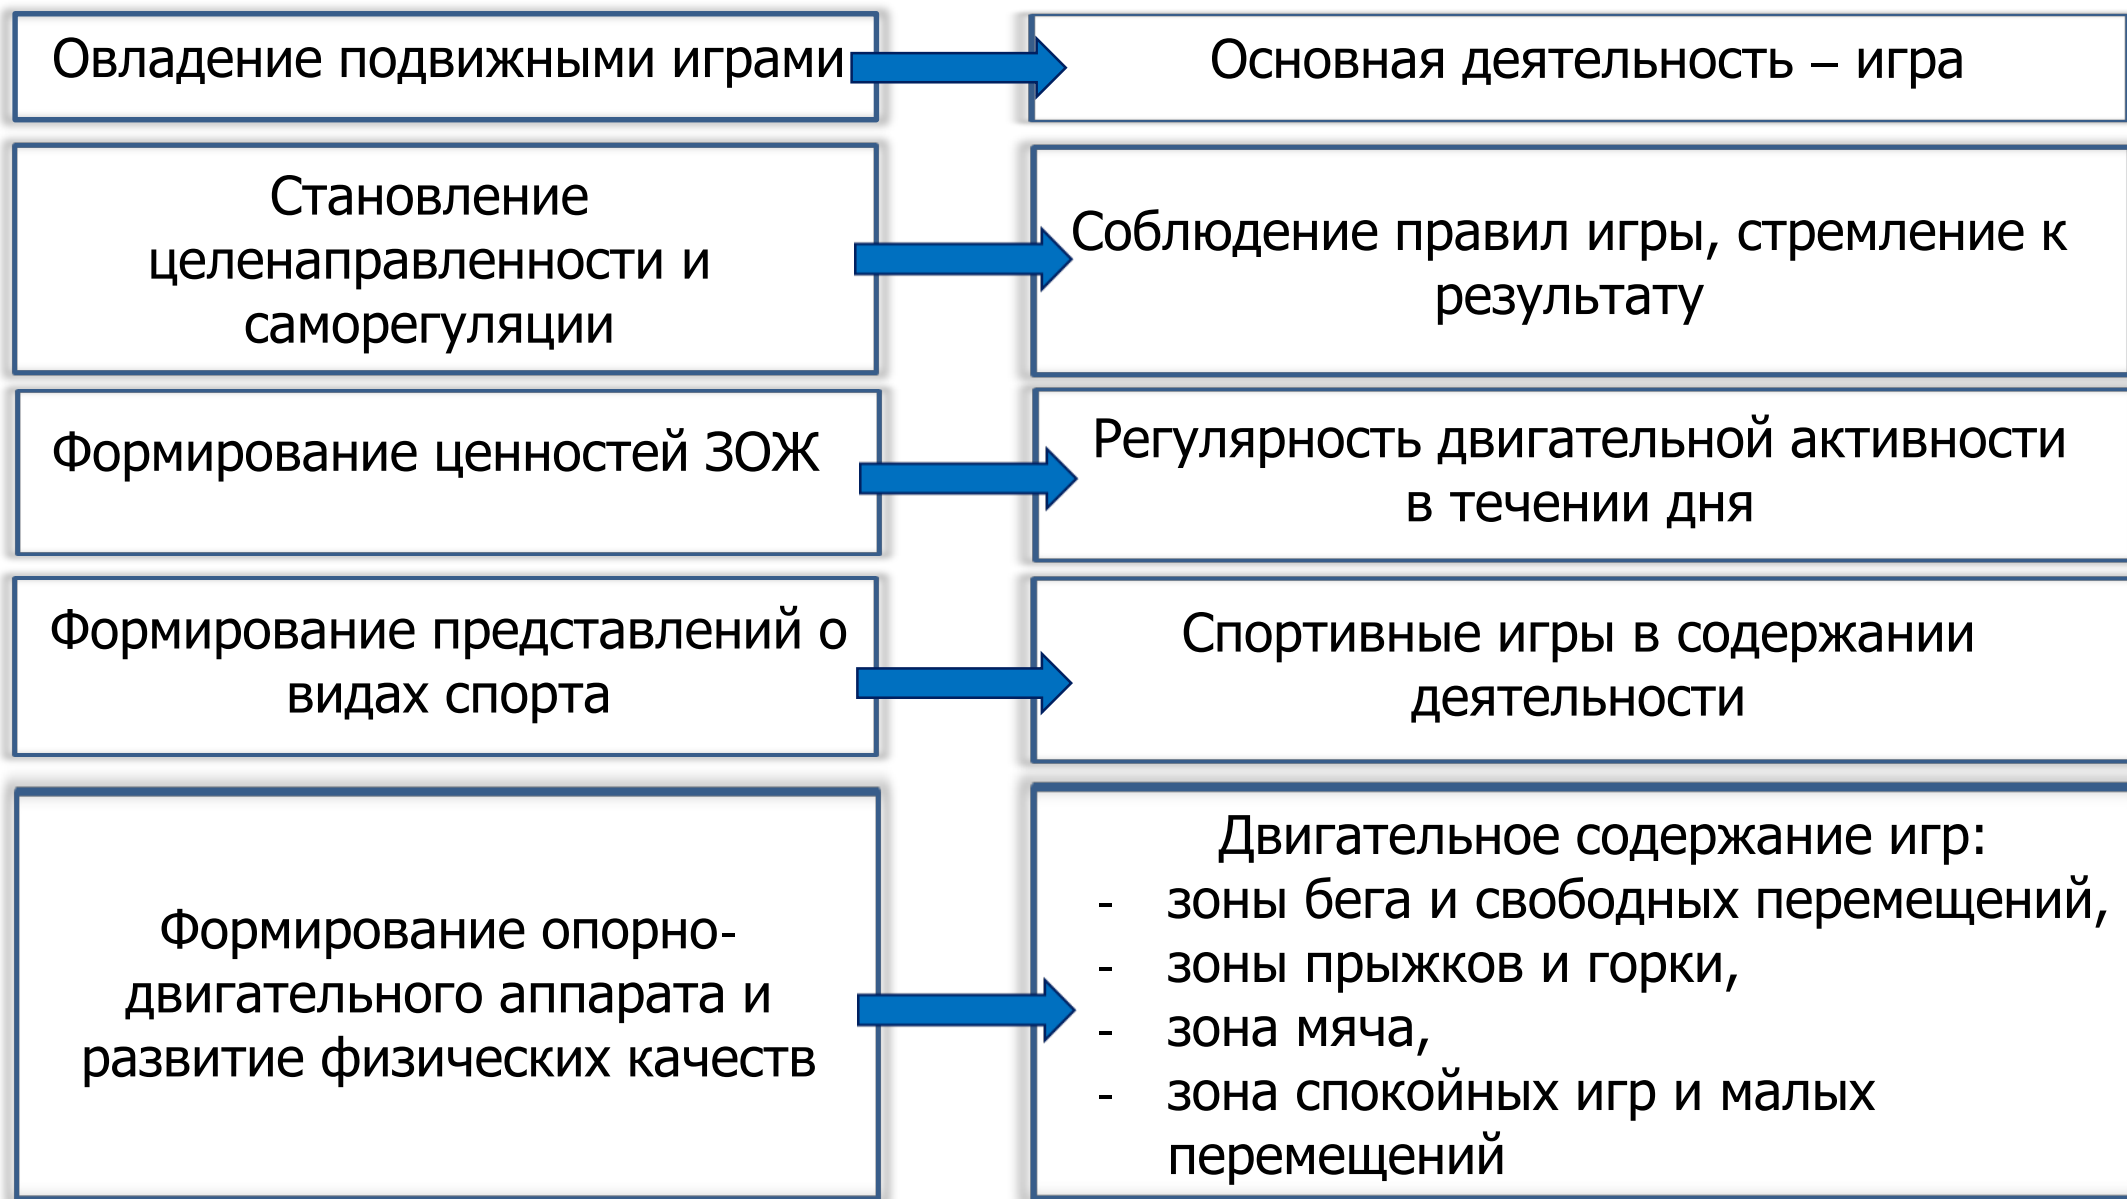 Овладение подвижными играми
Основная деятельность – игра
Становление
целенаправленности и
саморегуляции
Соблюдение правил игры, стремление к
результату
Формирование ценностей ЗОЖ
Регулярность двигательной активности
в течении дня
Формирование представлений о
видах спорта
Спортивные игры в содержании
деятельности
Формирование опорно-
двигательного аппарата и
развитие физических качеств
Двигательное содержание игр:
- зоны бега и свободных перемещений,
- зоны прыжков и горки,
- зона мяча,
- зона спокойных игр и малых
перемещений